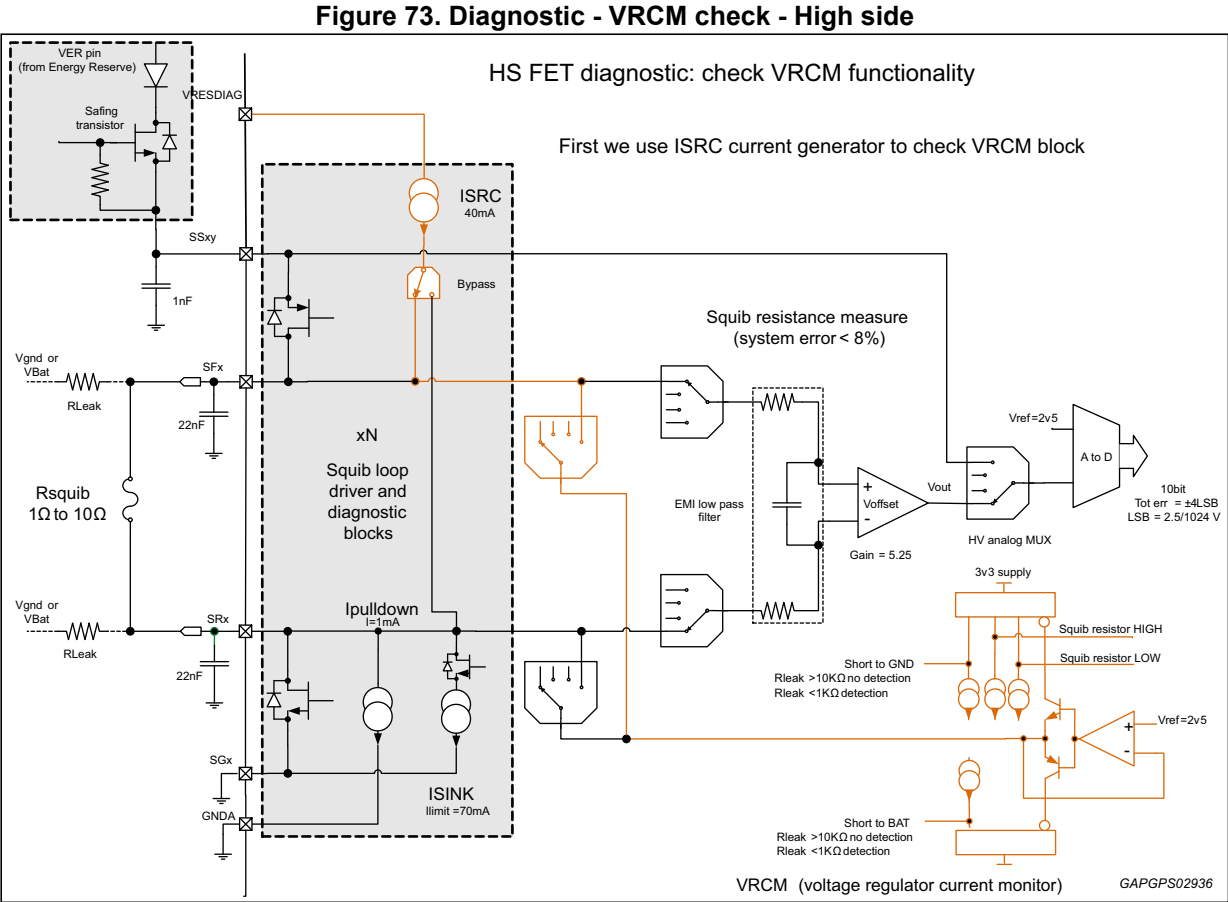 Figure 73. Diagnostic - VRCM check - High side
VER pin
(from Energy Reserve)
Safing
transistor
VRESDIAG
HS FET diagnostic: check VRCM functionality
First we use ISRC current generator to check VRCM block
ISRC
40mA
SSxy
Bypass
1nF
Squib resistance measure
(system error < 8%)
Vgnd or
VBat
RLeak
SFx
22nF
xN
Squib loop
driver and
diagnostic
blocks
Rsquib
1Ω to 10Ω
EMI low pass
filter
+
Voffset
-
Gain = 5.25
Vout
HV analog MUX
Vref=2v5
A to D
10bit
Tot err = ±4LSB
LSB = 2.5/1024 V
Vgnd or
VBat
RLeak
SRx
22nF
Ipulldown
I=1mA
3v3 supply
Squib resistor HIGH
Squib resistor LOW
Short to GND
Rleak >10KΩ no detection
Rleak <1KΩ detection
Vref=2v5
+
-
SGx
GNDA
ISINK
Ilimit =70mA
Short to BAT
Rleak >10KΩ no detection
Rleak <1KΩ detection
VRCM (voltage regulator current monitor)
GAPGPS02936